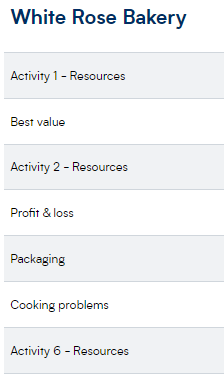 White Rose Bakery
Activity 1 - Resources
Best value
Activity 2 - Resources
Profit & loss
Packaging
Cooking problems
Activity 6 - Resources